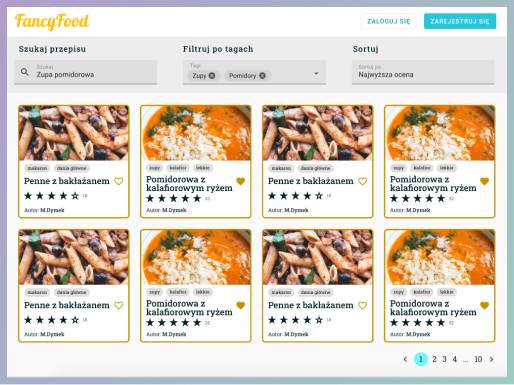 FancyFood
ZALOGUJ SIĘ
ZAREJESTRUJ SIĘ
Szukaj przepisu
Filtruj po tagach
Sortuj
Szukaj
Zupa pomidorowa
Tagi
Zupy
Pomidory
Sortuj po
Najwyższa ocena
makaron
dania główne
Penne z bakłażanem
18
Autor: M.Dymek
zupy
kalafior
lekkie
Pomidorowa z
kalafiorowym ryżem
32
Autor: M.Dymek
makaron
dania główne
Penne z bakłażanem
18
Autor: M.Dymek
zupy
kalafior
lekkie
Pomidorowa z
kalafiorowym ryżem
32
Autor: M.Dymek
makaron
dania główne
Penne z bakłażanem
18
Autor: M.Dymek
zupy
kalafior
lekkie
Pomidorowa z
kalafiorowym ryżem
32
Autor: M.Dymek
makaron
dania główne
Penne z bakłażanem
18
Autor: M.Dymek
zupy
kalafior
lekkie
Pomidorowa z
kalafiorowym ryżem
32
Autor: M.Dymek
< 1 2 3 4 ... 10 >